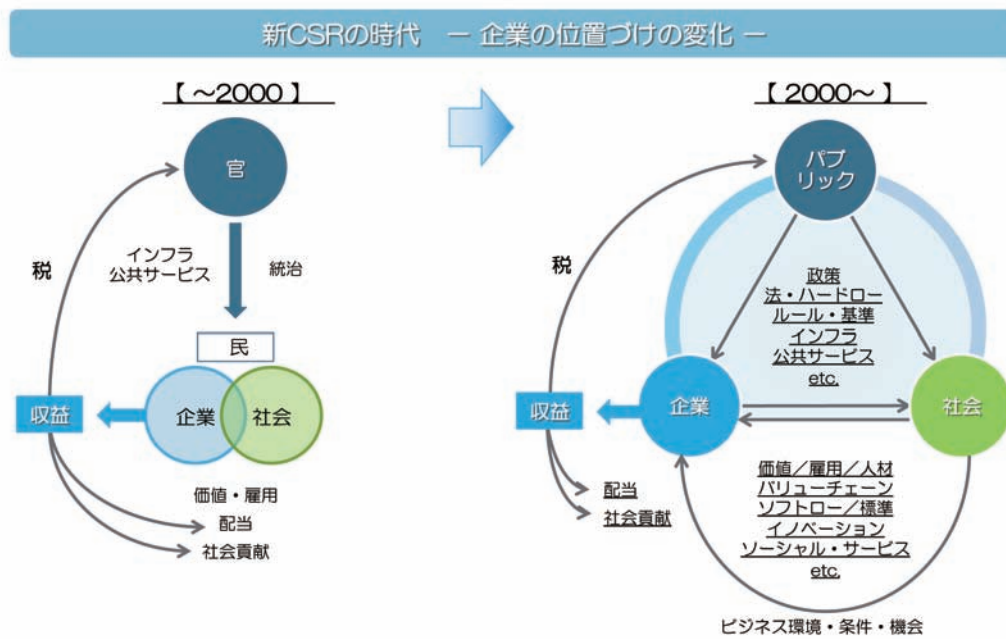 新CSRの時代　― 企業の位置づけの変化 ―
【 ～2000 】
官
税
インフラ
公共サービス
統治
民
収益
企業
社会
価値・雇用
配当
社会貢献
【 2000～ 】
パブ
リック
税
政策
法・ハードロー
ルール・基準
インフラ
公共サービス
etc.
収益
企業
社会
配当
社会貢献
価値／雇用／人材
バリューチェーン
ソフトロー／標準
イノベーション
ソーシャル・サービス
etc.
ビジネス環境・条件・機会